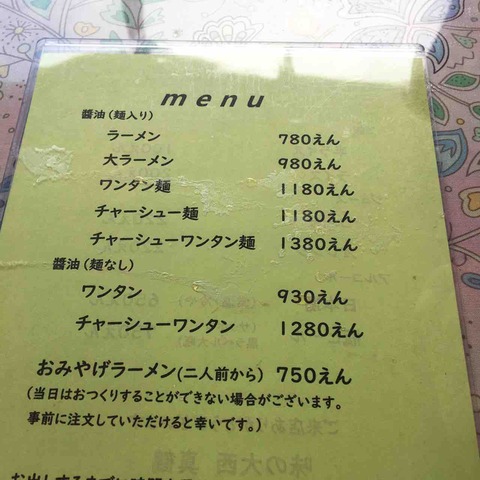 menu
醤油（麺入り）
ラーメン 780えん
大ラーメン 980えん
ワンタン麺 1180えん
チャーシュー麺 1180えん
チャーシューワンタン麺 1380えん
醤油（麺なし）
ワンタン 930えん
チャーシューワンタン 1280えん
おみやげラーメン(二人前から) 750えん
（当日はおつくりすることができない場合がございます。
事前に注文していただけると幸いです。）